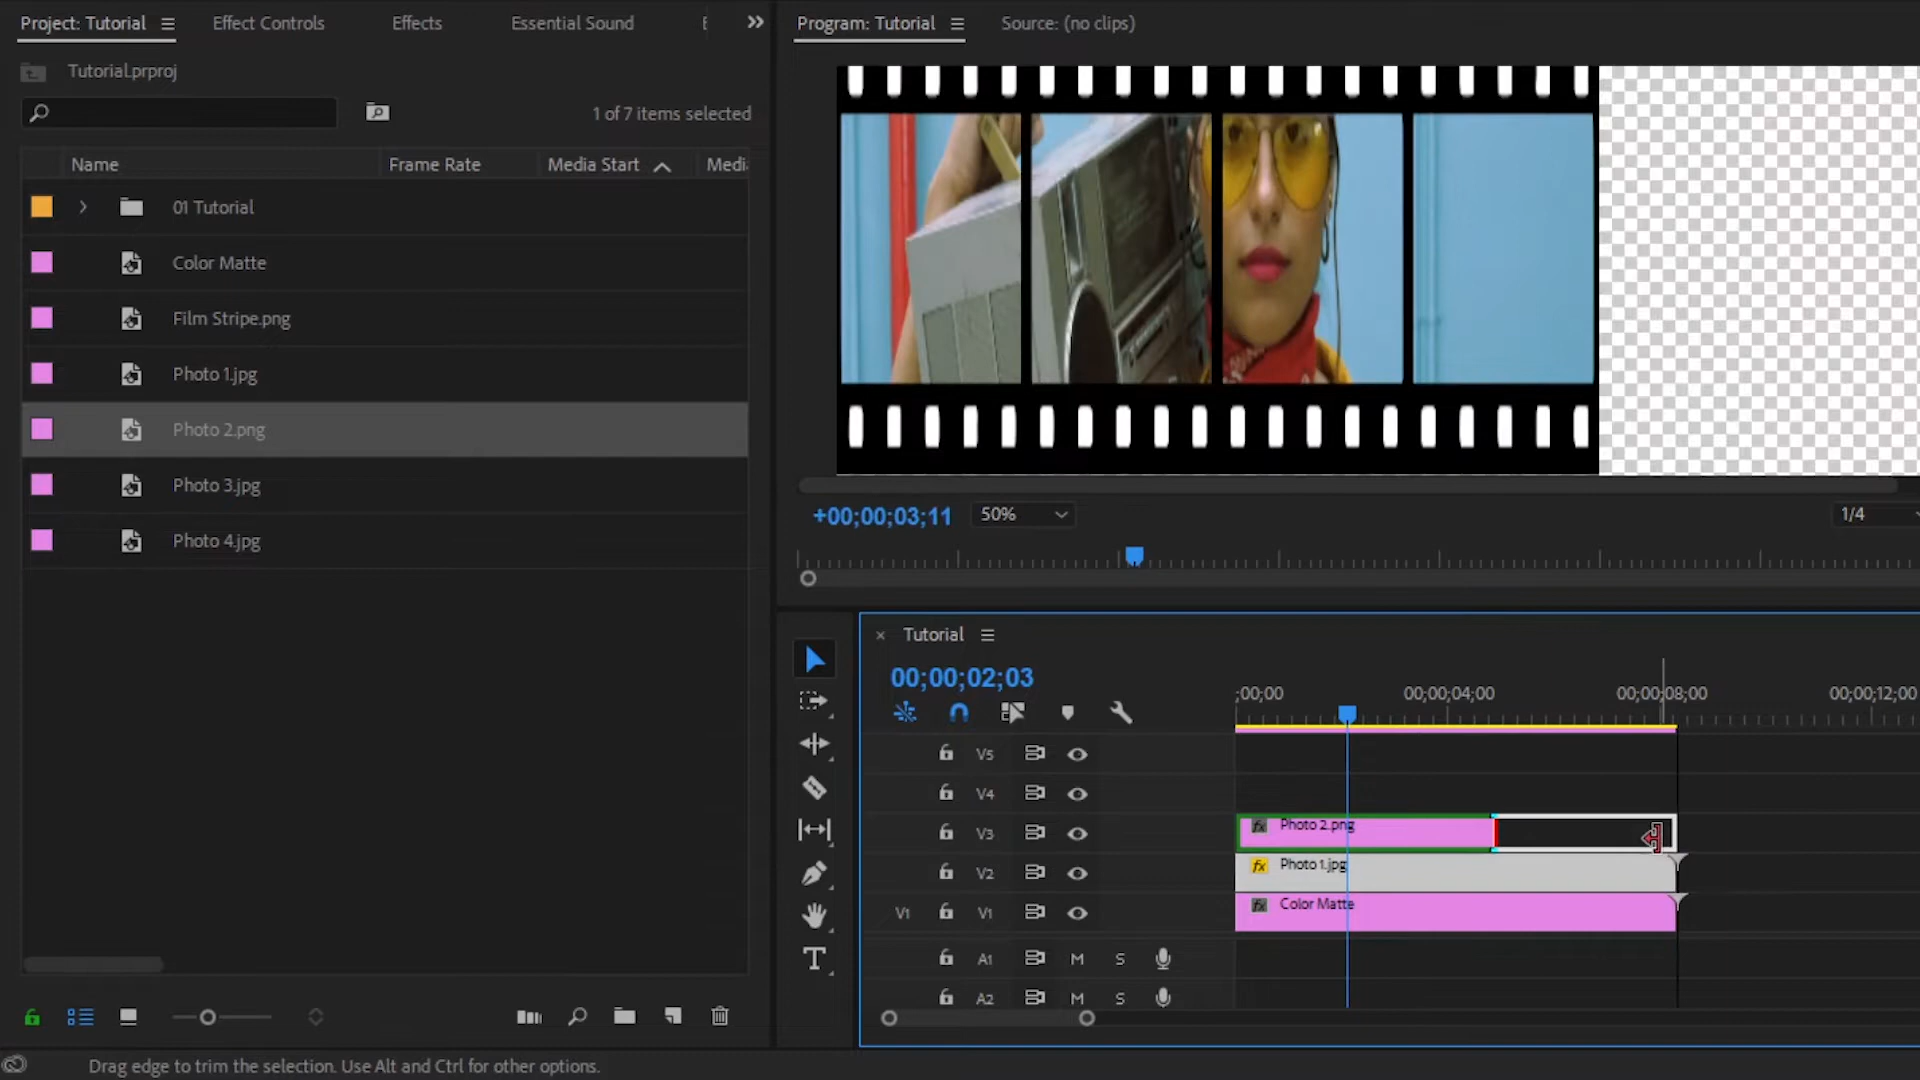 Project: Tutorial
Effect Controls
Effects
Essential Sound
Program: Tutorial
Source: (no clips)
Tutorial.prproj
1 of 7 items selected
Name
Frame Rate
Media Start
Medi
01 Tutorial
Color Matte
Film Stripe.png
Photo 1.jpg
Photo 2.png
Photo 3.jpg
Photo 4.jpg
+00;00;03;11
50%
1/4
Tutorial
00;00;02;03
;00;00
00;00;04;00
00;00;08;00
00;00;12;00
V5
V4
V3
Photo 2.png
V2
Photo 1.jpg
V1
V1
Color Matte
A1
M
S
A2
M
S
Drag edge to trim the selection. Use Alt and Ctrl for other options.